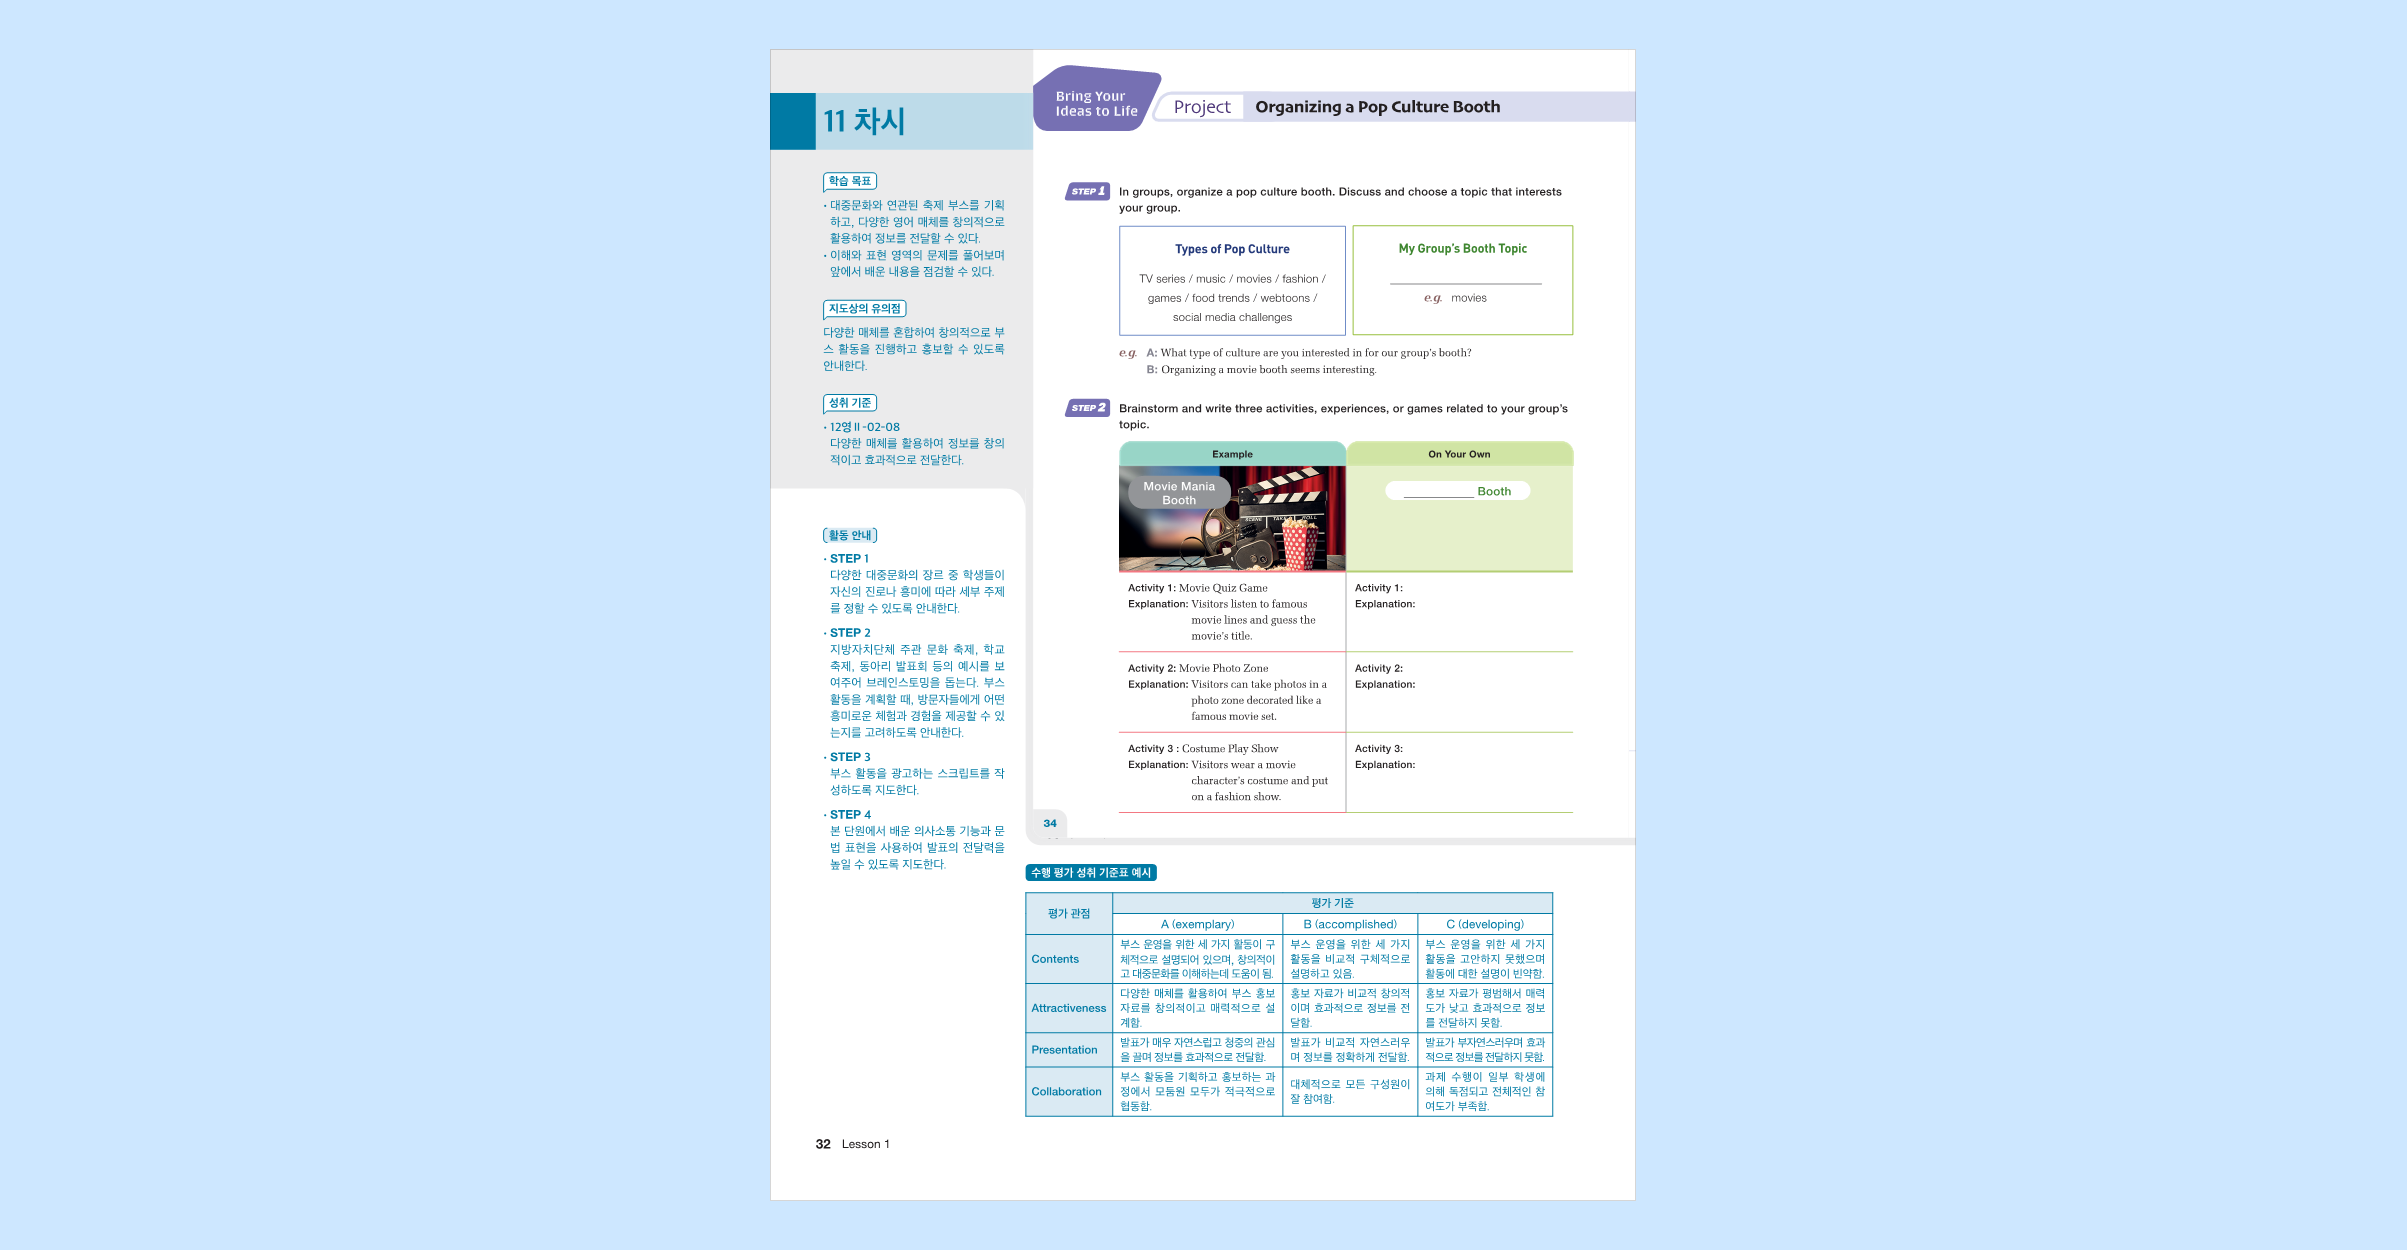 11 차시
학습 목표
· 대중문화와 연관된 축제 부스를 기획
하고, 다양한 영어 매체를 창의적으로
활용하여 정보를 전달할 수 있다.
· 이해와 표현 영역의 문제를 풀어보며
앞에서 배운 내용을 점검할 수 있다.
지도상의 유의점
다양한 매체를 혼합하여 창의적으로 부
스 활동을 진행하고 홍보할 수 있도록
안내한다.
성취 기준
· 12영Ⅱ-02-08
다양한 매체를 활용하여 정보를 창의
적이고 효과적으로 전달한다.
활동 안내
· STEP 1
다양한 대중문화의 장르 중 학생들이
자신의 진로나 흥미에 따라 세부 주제
를 정할 수 있도록 안내한다.
· STEP 2
지방자치단체 주관 문화 축제, 학교
축제, 동아리 발표회 등의 예시를 보
여주어 브레인스토밍을 돕는다. 부스
활동을 계획할 때, 방문자들에게 어떤
흥미로운 체험과 경험을 제공할 수 있
는지를 고려하도록 안내한다.
· STEP 3
부스 활동을 광고하는 스크립트를 작
성하도록 지도한다.
· STEP 4
본 단원에서 배운 의사소통 기능과 문
법 표현을 사용하여 발표의 전달력을
높일 수 있도록 지도한다.
Bring Your
Ideas to Life
Project Organizing a Pop Culture Booth
STEP 1 In groups, organize a pop culture booth. Discuss and choose a topic that interests
your group.
Types of Pop Culture
TV series / music / movies / fashion /
games / food trends / webtoons /
social media challenges
My Group's Booth Topic
e.g. movies
e.g. A: What type of culture are you interested in for our group's booth?
B: Organizing a movie booth seems interesting.
STEP 2 Brainstorm and write three activities, experiences, or games related to your group's
topic.
Example
On Your Own
Movie Mania
Booth
SCENE TAKE ROLL
__________ Booth
Activity 1: Movie Quiz Game
Explanation: Visitors listen to famous
movie lines and guess the
movie's title.
Activity 1:
Explanation:
Activity 2: Movie Photo Zone
Explanation: Visitors can take photos in a
photo zone decorated like a
famous movie set.
Activity 2:
Explanation:
Activity 3 : Costume Play Show
Explanation: Visitors wear a movie
character's costume and put
on a fashion show.
Activity 3:
Explanation:
34
수행 평가 성취 기준표 예시
평가 관점
평가 기준
A (exemplary)
B (accomplished)
C (developing)
Contents
부스 운영을 위한 세 가지 활동이 구
체적으로 설명되어 있으며, 창의적이
고 대중문화를 이해하는데 도움이 됨.
부스 운영을 위한 세 가지
활동을 비교적 구체적으로
설명하고 있음.
부스 운영을 위한 세 가지
활동을 고안하지 못했으며
활동에 대한 설명이 빈약함.
Attractiveness
다양한 매체를 활용하여 부스 홍보
자료를 창의적이고 매력적으로 설
계함.
홍보 자료가 비교적 창의적
이며 효과적으로 정보를 전
달함.
홍보 자료가 평범해서 매력
도가 낮고 효과적으로 정보
를 전달하지 못함.
Presentation
발표가 매우 자연스럽고 청중의 관심
을 끌며 정보를 효과적으로 전달함.
발표가 비교적 자연스러우
며 정보를 정확하게 전달함.
발표가 부자연스러우며 효과
적으로 정보를 전달하지 못함.
Collaboration
부스 활동을 기획하고 홍보하는 과
정에서 모둠원 모두가 적극적으로
협동함.
대체적으로 모든 구성원이
잘 참여함.
과제 수행이 일부 학생에
의해 독점되고 전체적인 참
여도가 부족함.
32 Lesson 1